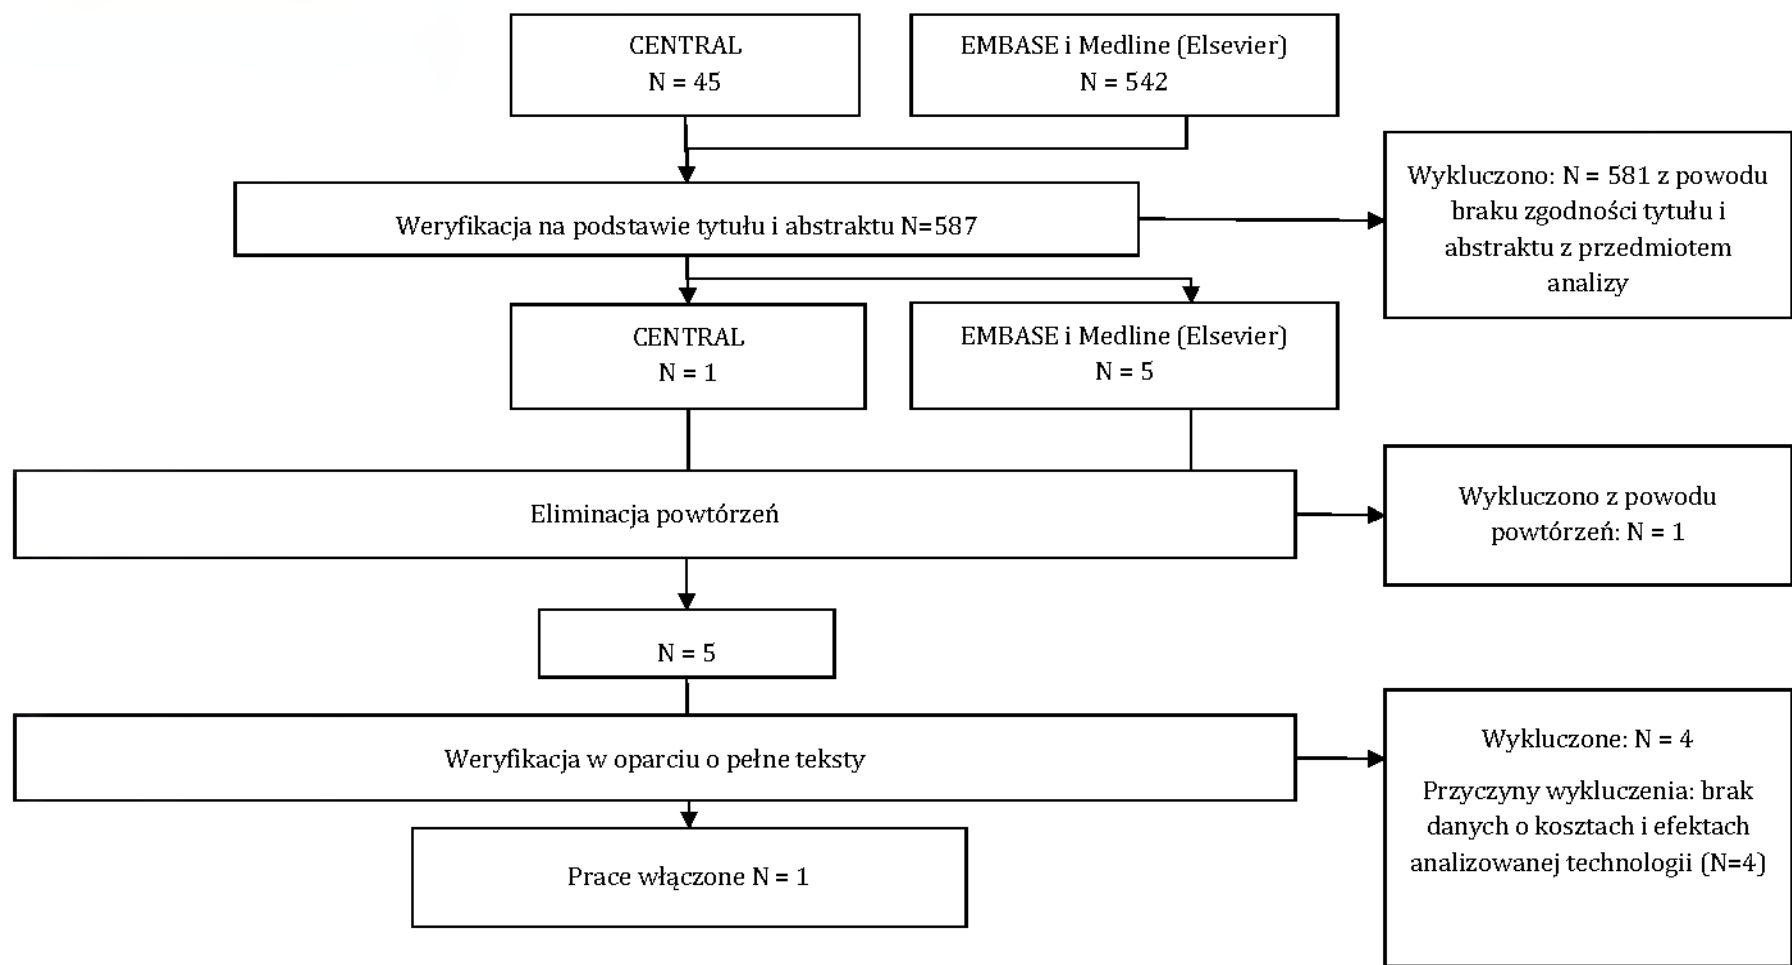 CENTRAL
N = 45
EMBASE i Medline (Elsevier)
N = 542
Weryfikacja na podstawie tytułu i abstraktu N=587
Wykluczono: N = 581 z powodu
braku zgodności tytułu i
abstraktu z przedmiotem
analizy
CENTRAL
N = 1
EMBASE i Medline (Elsevier)
N = 5
Eliminacja powtórzeń
Wykluczono z powodu
powtórzeń: N = 1
N = 5
Weryfikacja w oparciu o pełne teksty
Wykluczone: N = 4
Przyczyny wykluczenia: brak
danych o kosztach i efektach
analizowanej technologii (N=4)
Prace włączone N = 1